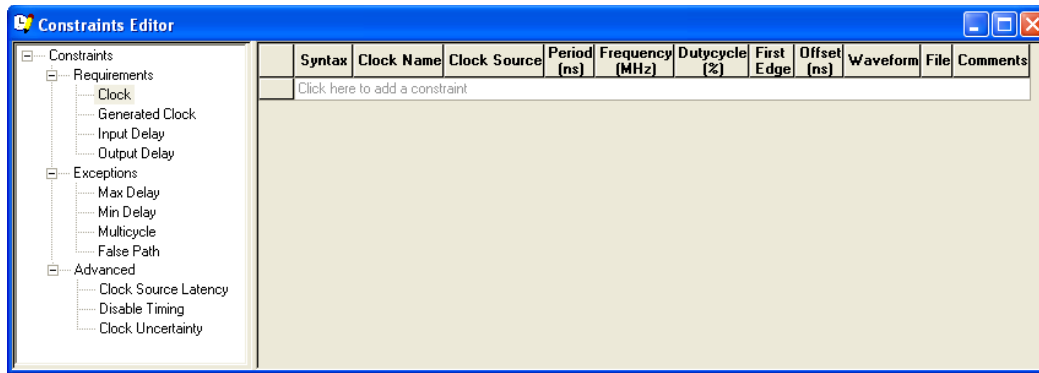 Constraints Editor
Constraints
Requirements
Clock
Generated Clock
Input Delay
Output Delay
Exceptions
Max Delay
Min Delay
Multicycle
False Path
Advanced
Clock Source Latency
Disable Timing
Clock Uncertainty
Syntax Clock Name Clock Source Period (ns) Frequency (MHz) Dutycycle (%) First Edge Offset (ns) Waveform File Comments
Click here to add a constraint